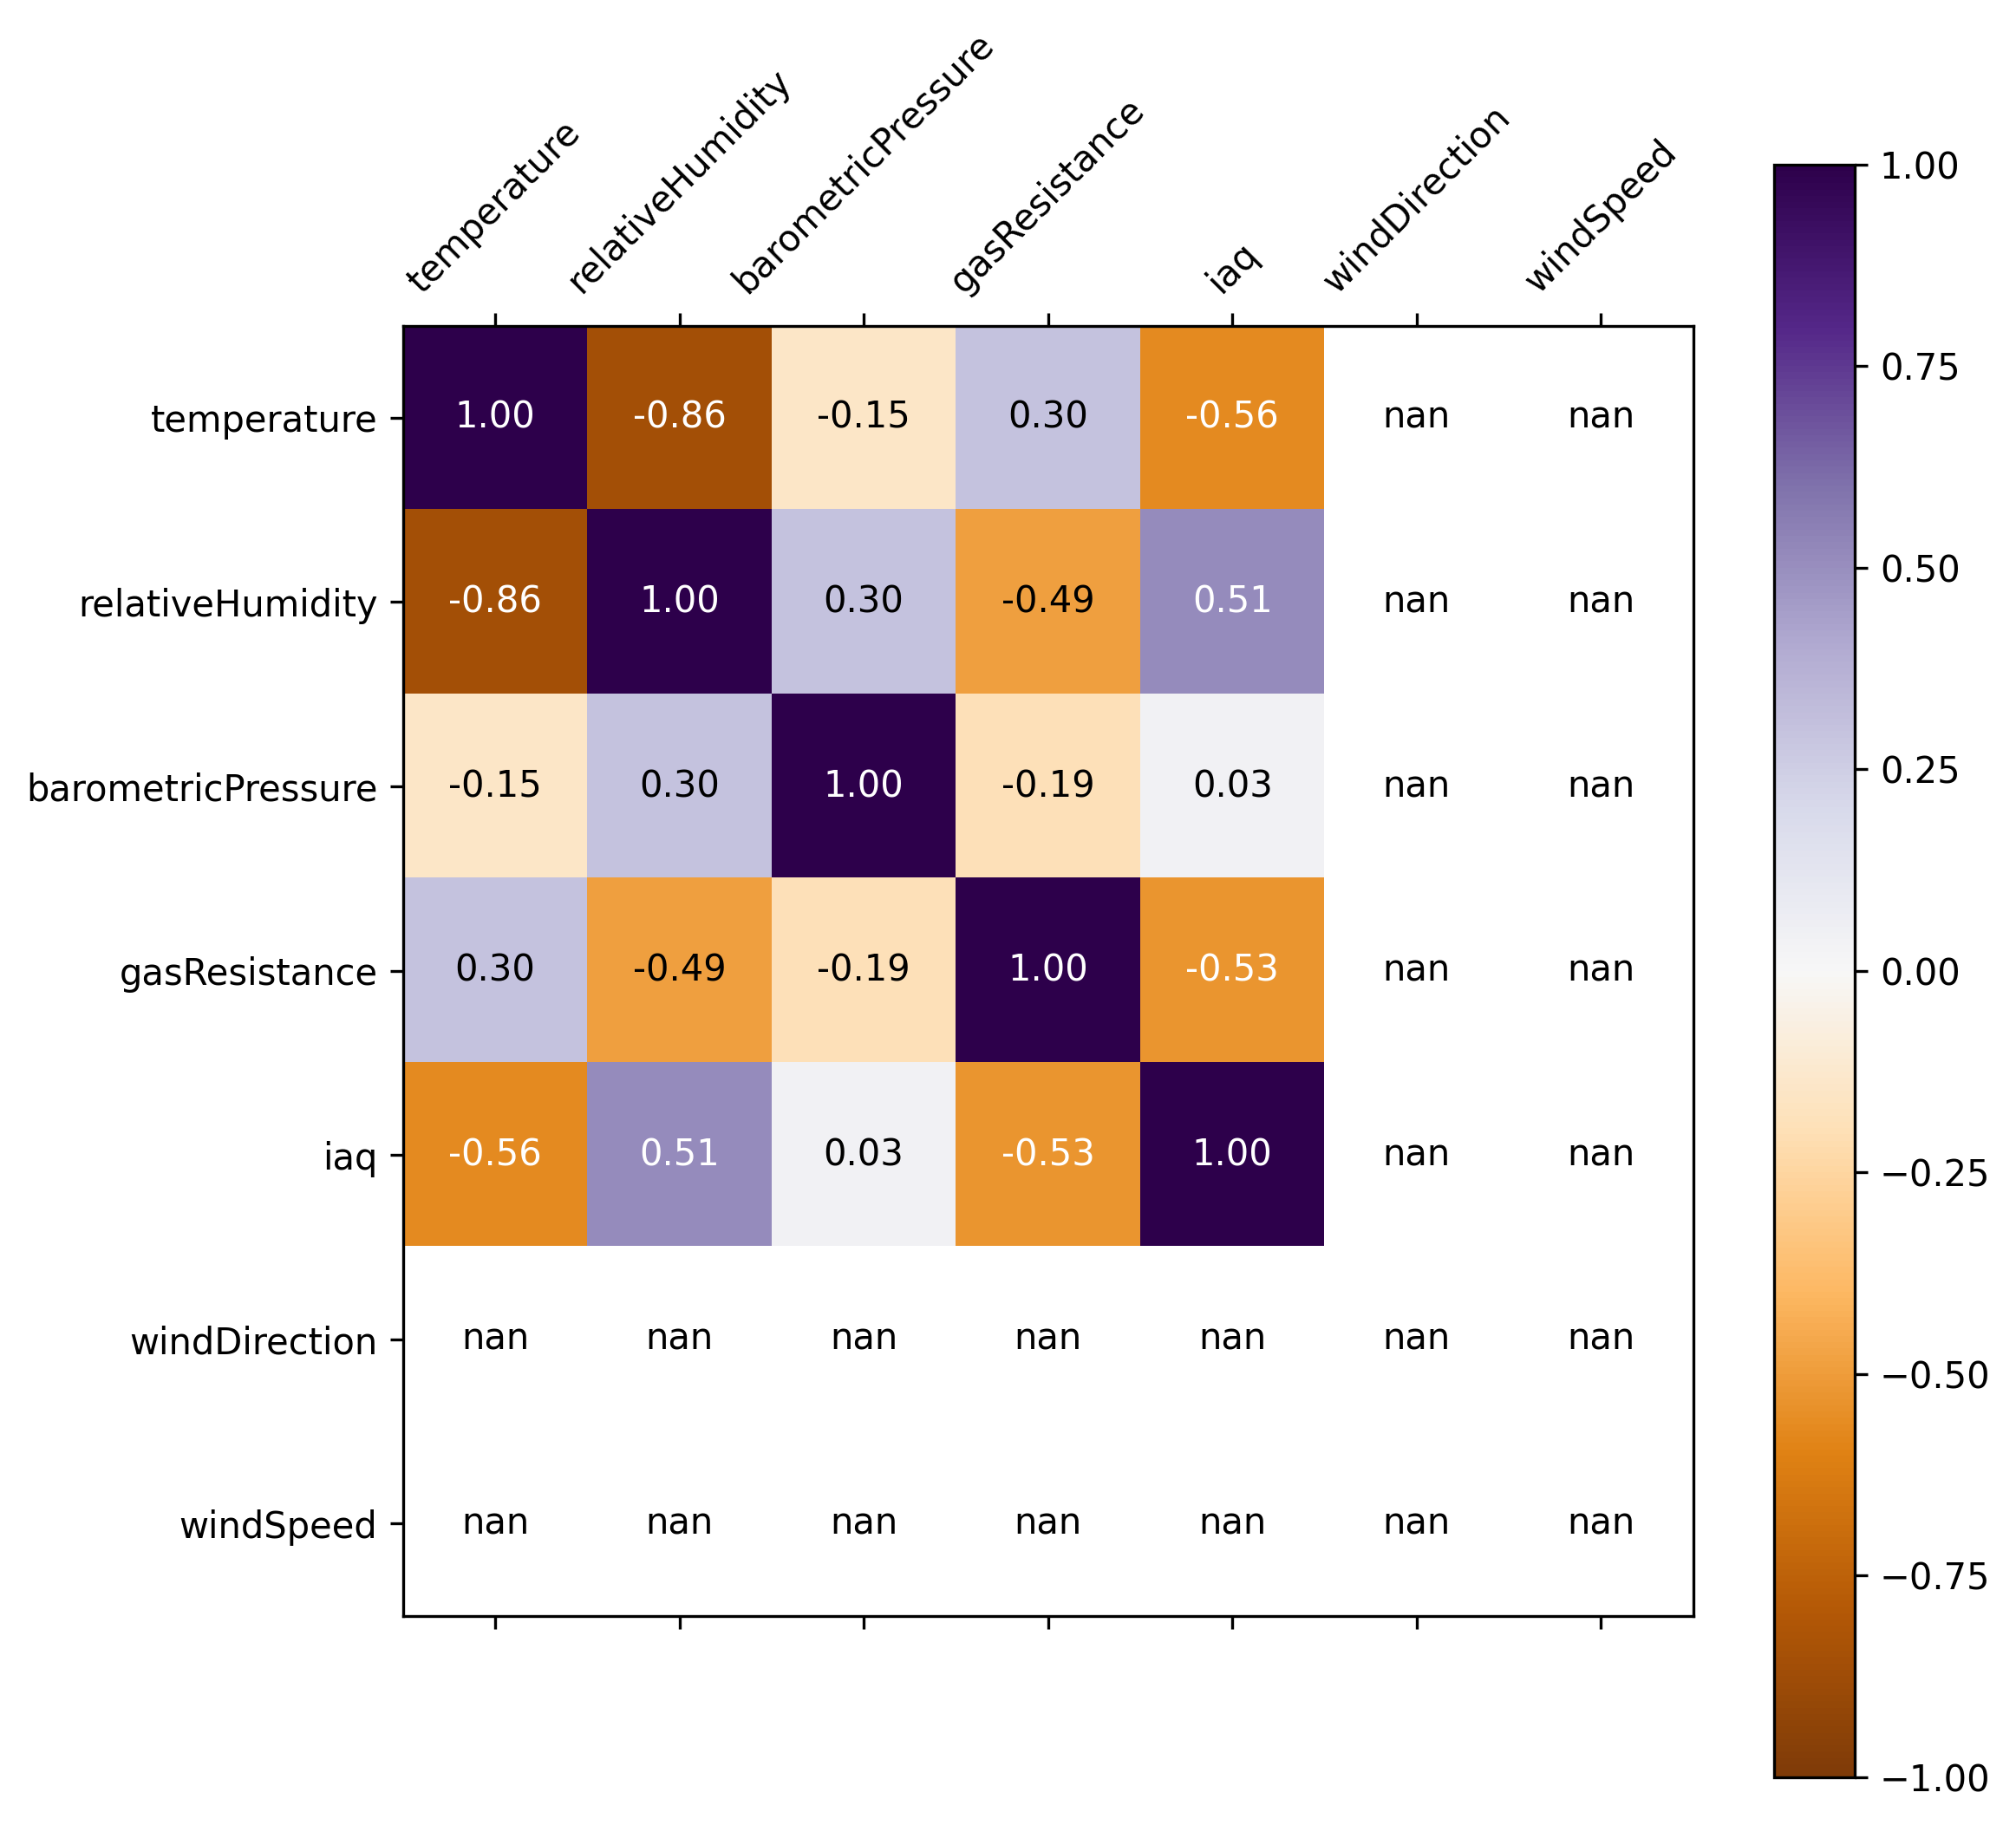 temperature
relativeHumidity
barometricPressure
gasResistance
iaq
windDirection
windSpeed
temperature 1.00 -0.86 -0.15 0.30 -0.56 nan nan
relativeHumidity -0.86 1.00 0.30 -0.49 0.51 nan nan
barometricPressure -0.15 0.30 1.00 -0.19 0.03 nan nan
gasResistance 0.30 -0.49 -0.19 1.00 -0.53 nan nan
iaq -0.56 0.51 0.03 -0.53 1.00 nan nan
windDirection nan nan nan nan nan nan nan
windSpeed nan nan nan nan nan nan nan
1.00
0.75
0.50
0.25
0.00
−0.25
−0.50
−0.75
−1.00